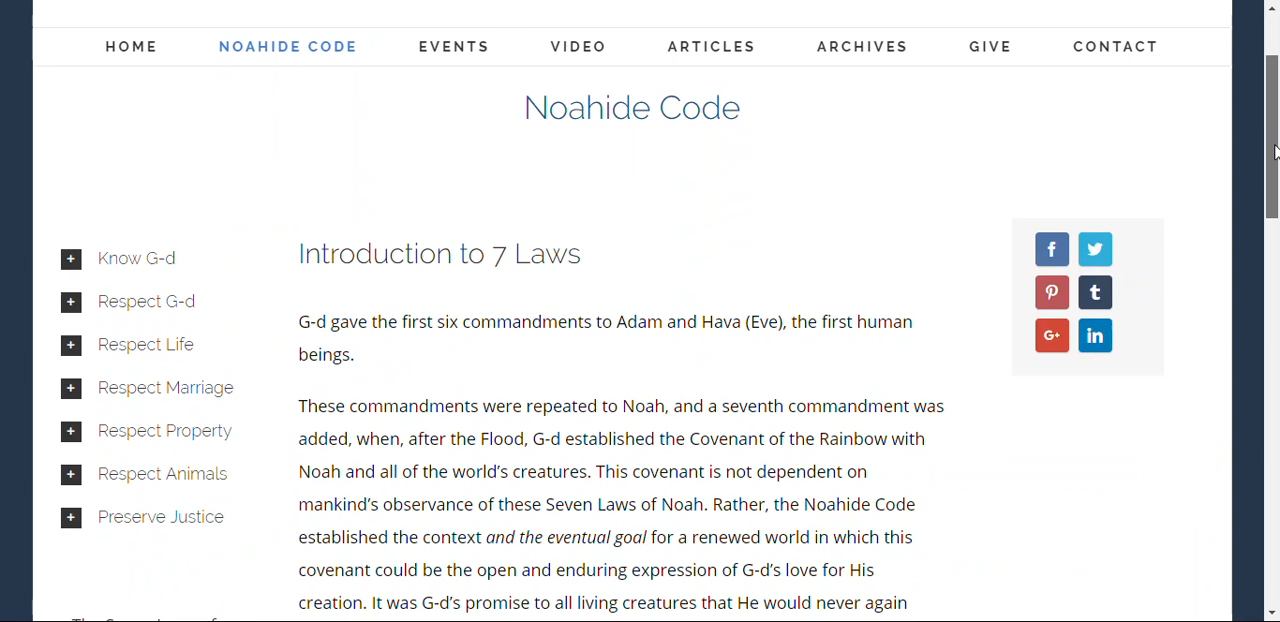 HOME NOAHIDE CODE EVENTS VIDEO ARTICLES ARCHIVES GIVE CONTACT
Noahide Code
Know G-d
Respect G-d
Respect Life
Respect Marriage
Respect Property
Respect Animals
Preserve Justice
Introduction to 7 Laws
G-d gave the first six commandments to Adam and Hava (Eve), the first human
beings.
These commandments were repeated to Noah, and a seventh commandment was
added, when, after the Flood, G-d established the Covenant of the Rainbow with
Noah and all of the world’s creatures. This covenant is not dependent on
mankind’s observance of these Seven Laws of Noah. Rather, the Noahide Code
established the context and the eventual goal for a renewed world in which this
covenant could be the open and enduring expression of G-d’s love for His
creation. It was G-d’s promise to all living creatures that He would never again